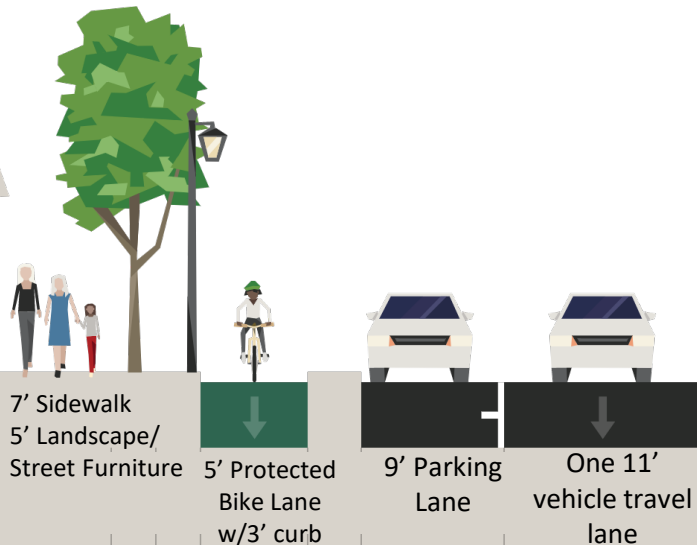 7’ Sidewalk
5’ Landscape/
Street Furniture
5’ Protected
Bike Lane
w/3’ curb
9’ Parking
Lane
One 11’
vehicle travel
lane